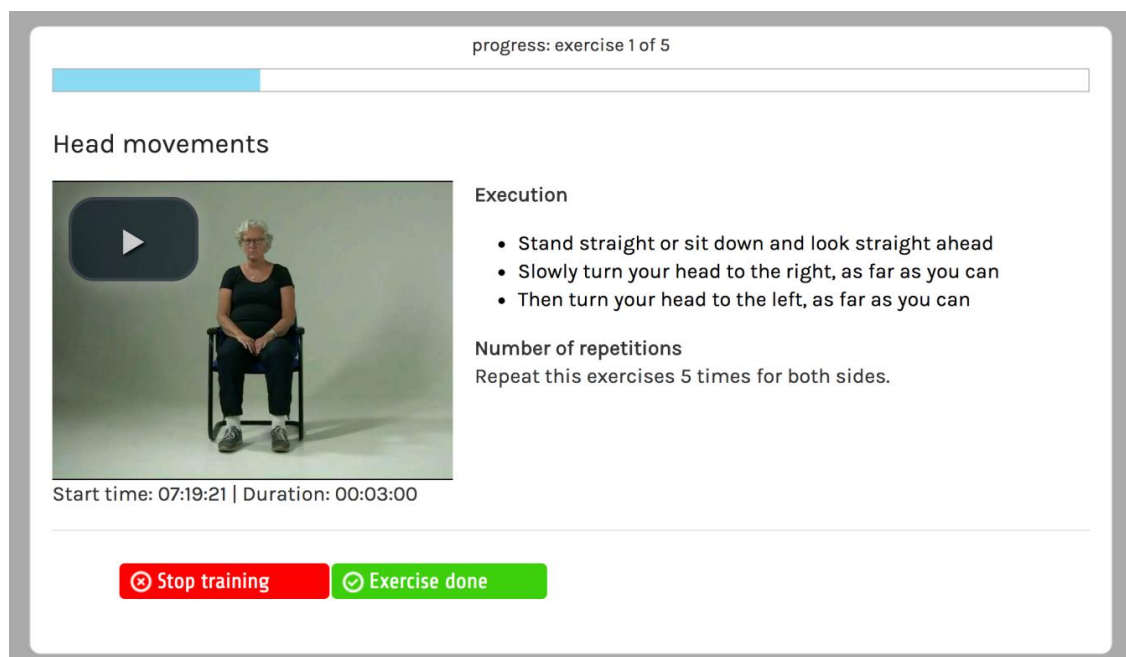 progress: exercise 1 of 5
Head movements
Execution
• Stand straight or sit down and look straight ahead
• Slowly turn your head to the right, as far as you can
• Then turn your head to the left, as far as you can
Number of repetitions
Repeat this exercises 5 times for both sides.
Start time: 07:19:21 | Duration: 00:03:00
Stop training
Exercise done